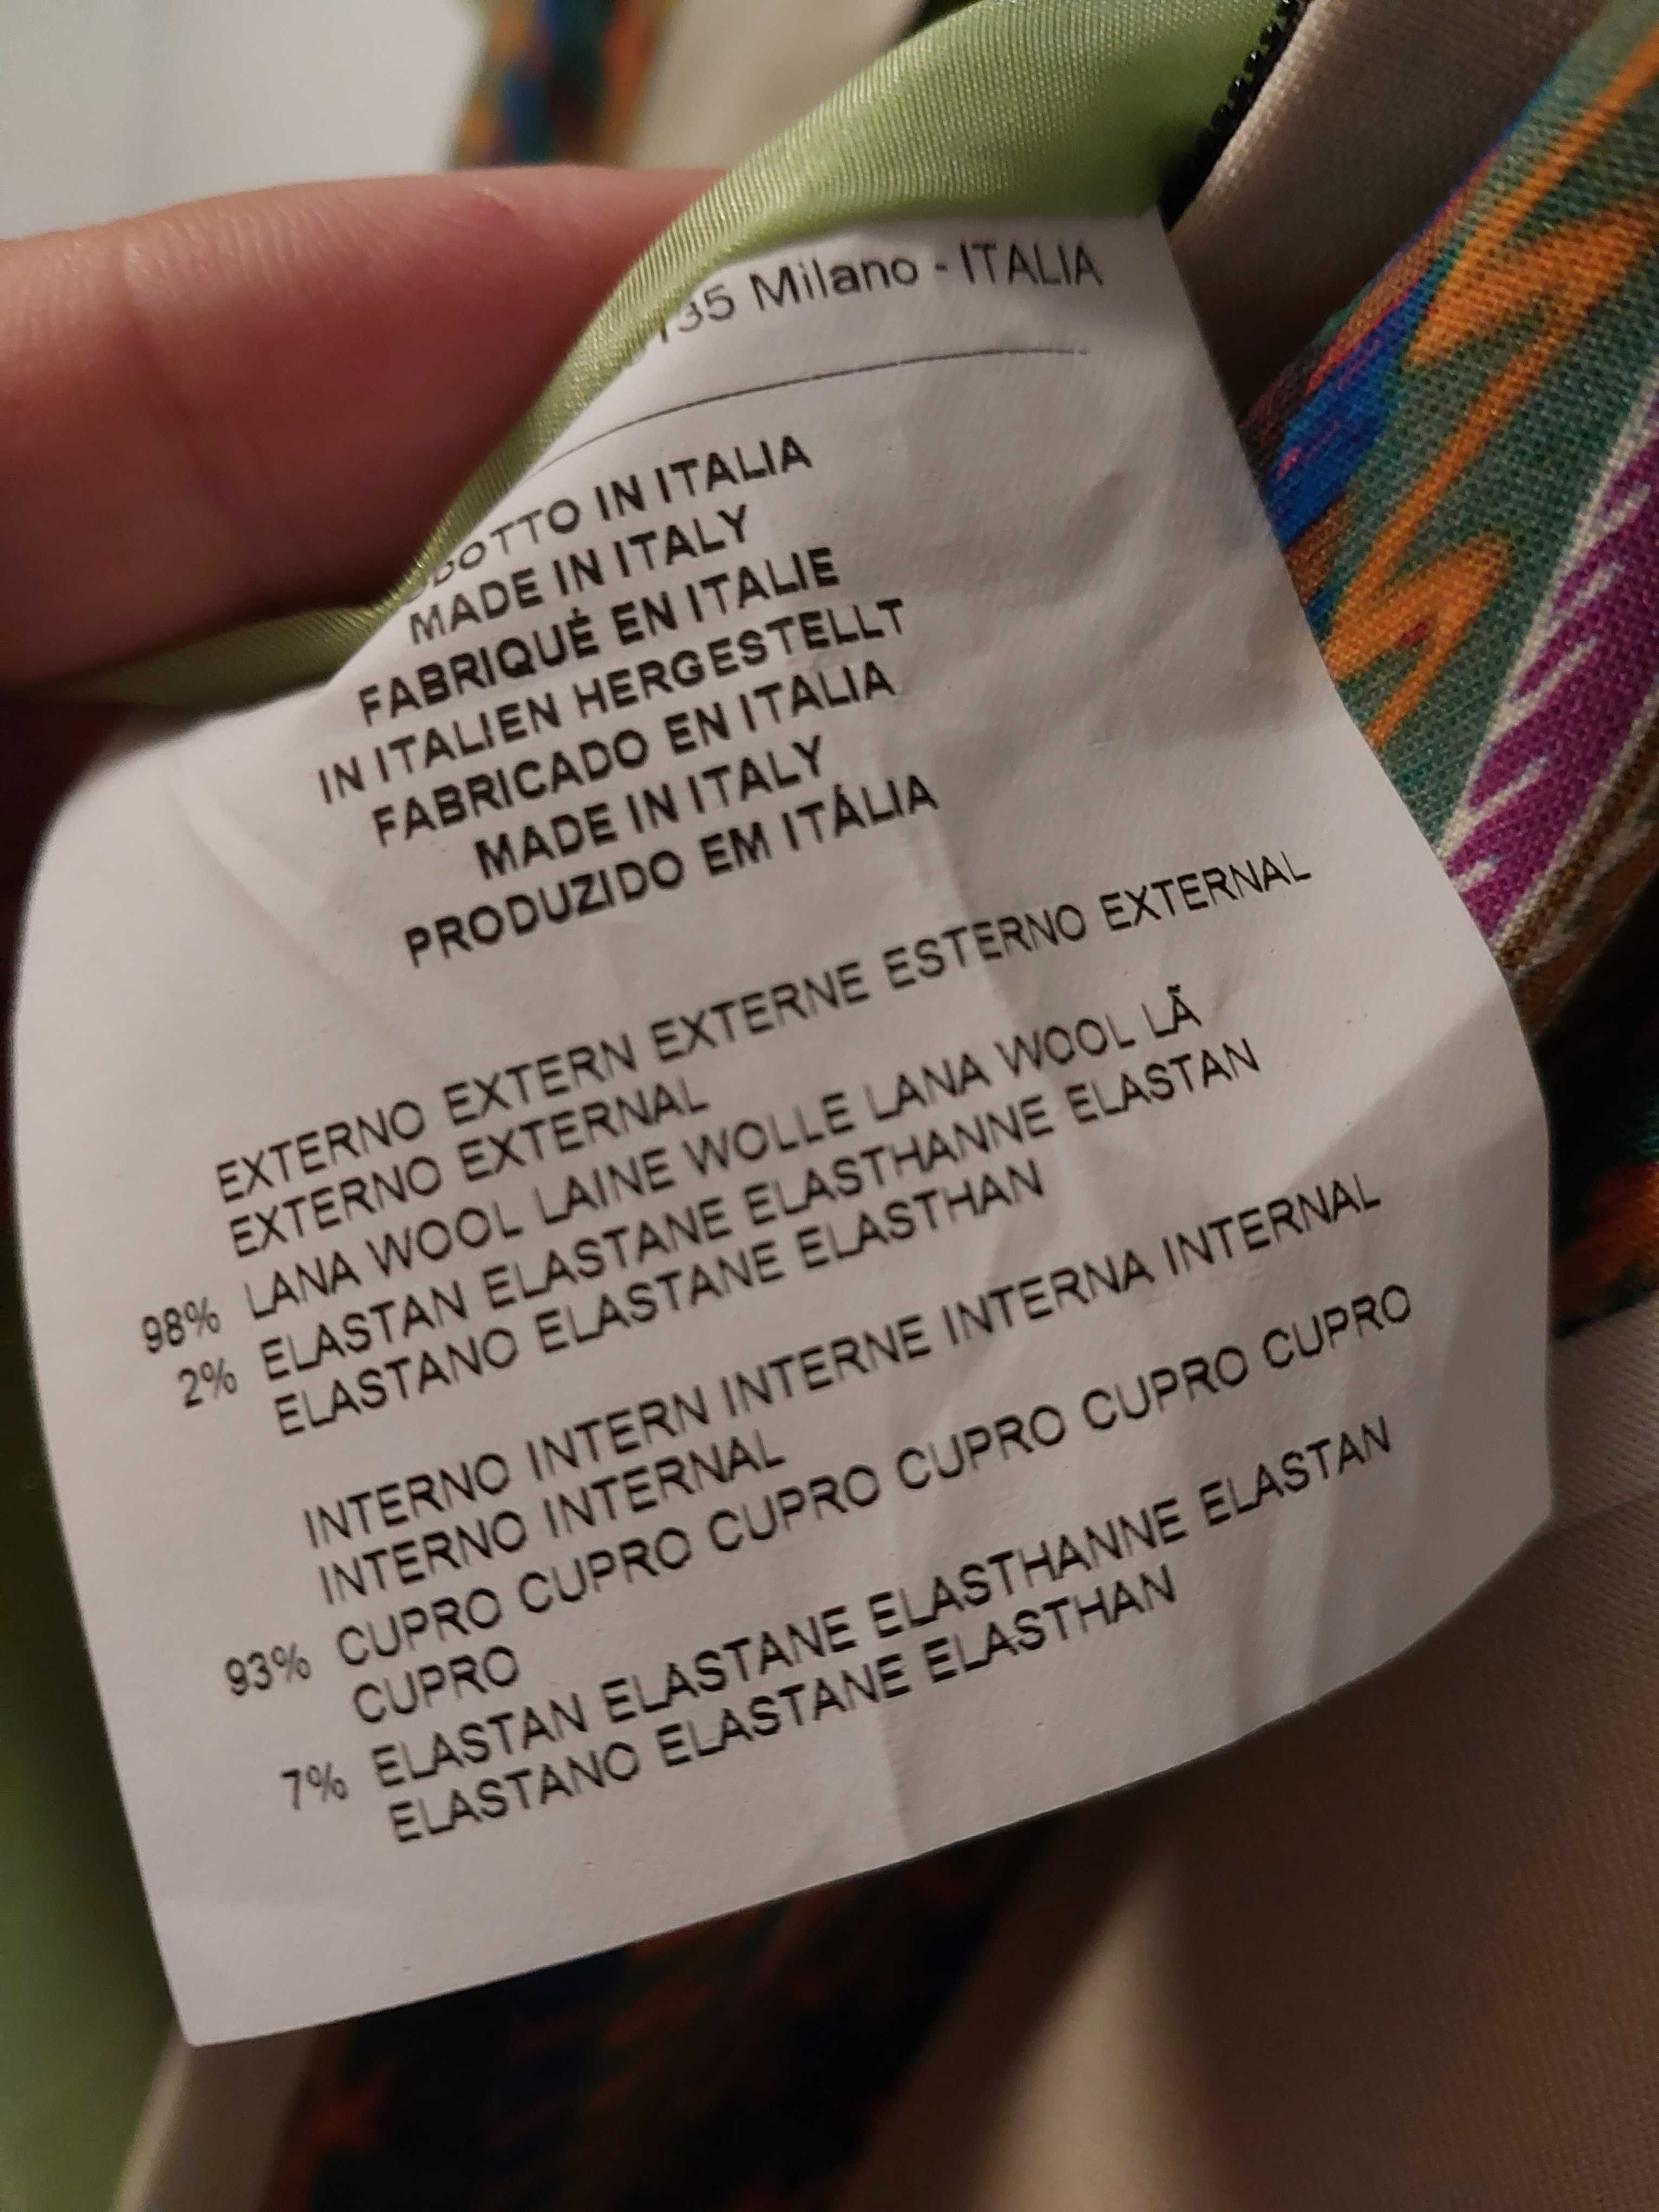 135 Milano - ITALIA
DOTTO IN ITALIA
MADE IN ITALY
FABRIQUÉ EN ITALIE
IN ITALIEN HERGESTELLT
FABRICADO EN ITALIA
MADE IN ITALY
PRODUZIDO EM ITÁLIA
EXTERNO EXTERN EXTERNE ESTERNO EXTERNAL
EXTERNO EXTERNAL
98% LANA WOOL LAINE WOLLE LANA WOOL LÃ
2% ELASTAN ELASTANE ELASTHANNE ELASTAN
ELASTANO ELASTANE ELASTHAN
INTERNO INTERN INTERNE INTERNA INTERNAL
INTERNO INTERNAL
93% CUPRO CUPRO CUPRO CUPRO CUPRO CUPRO
CUPRO
7% ELASTAN ELASTANE ELASTHANNE ELASTAN
ELASTANO ELASTANE ELASTHAN